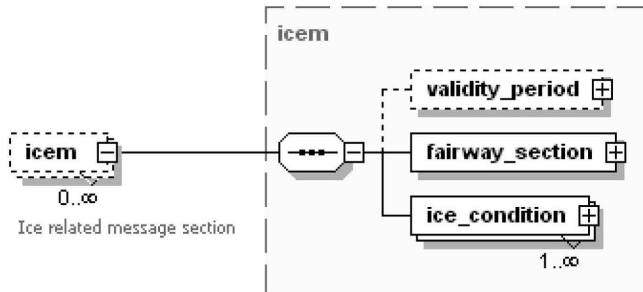 icem
validity_period
icem
fairway_section
0..∞
ice_condition
Ice related message section
1..∞